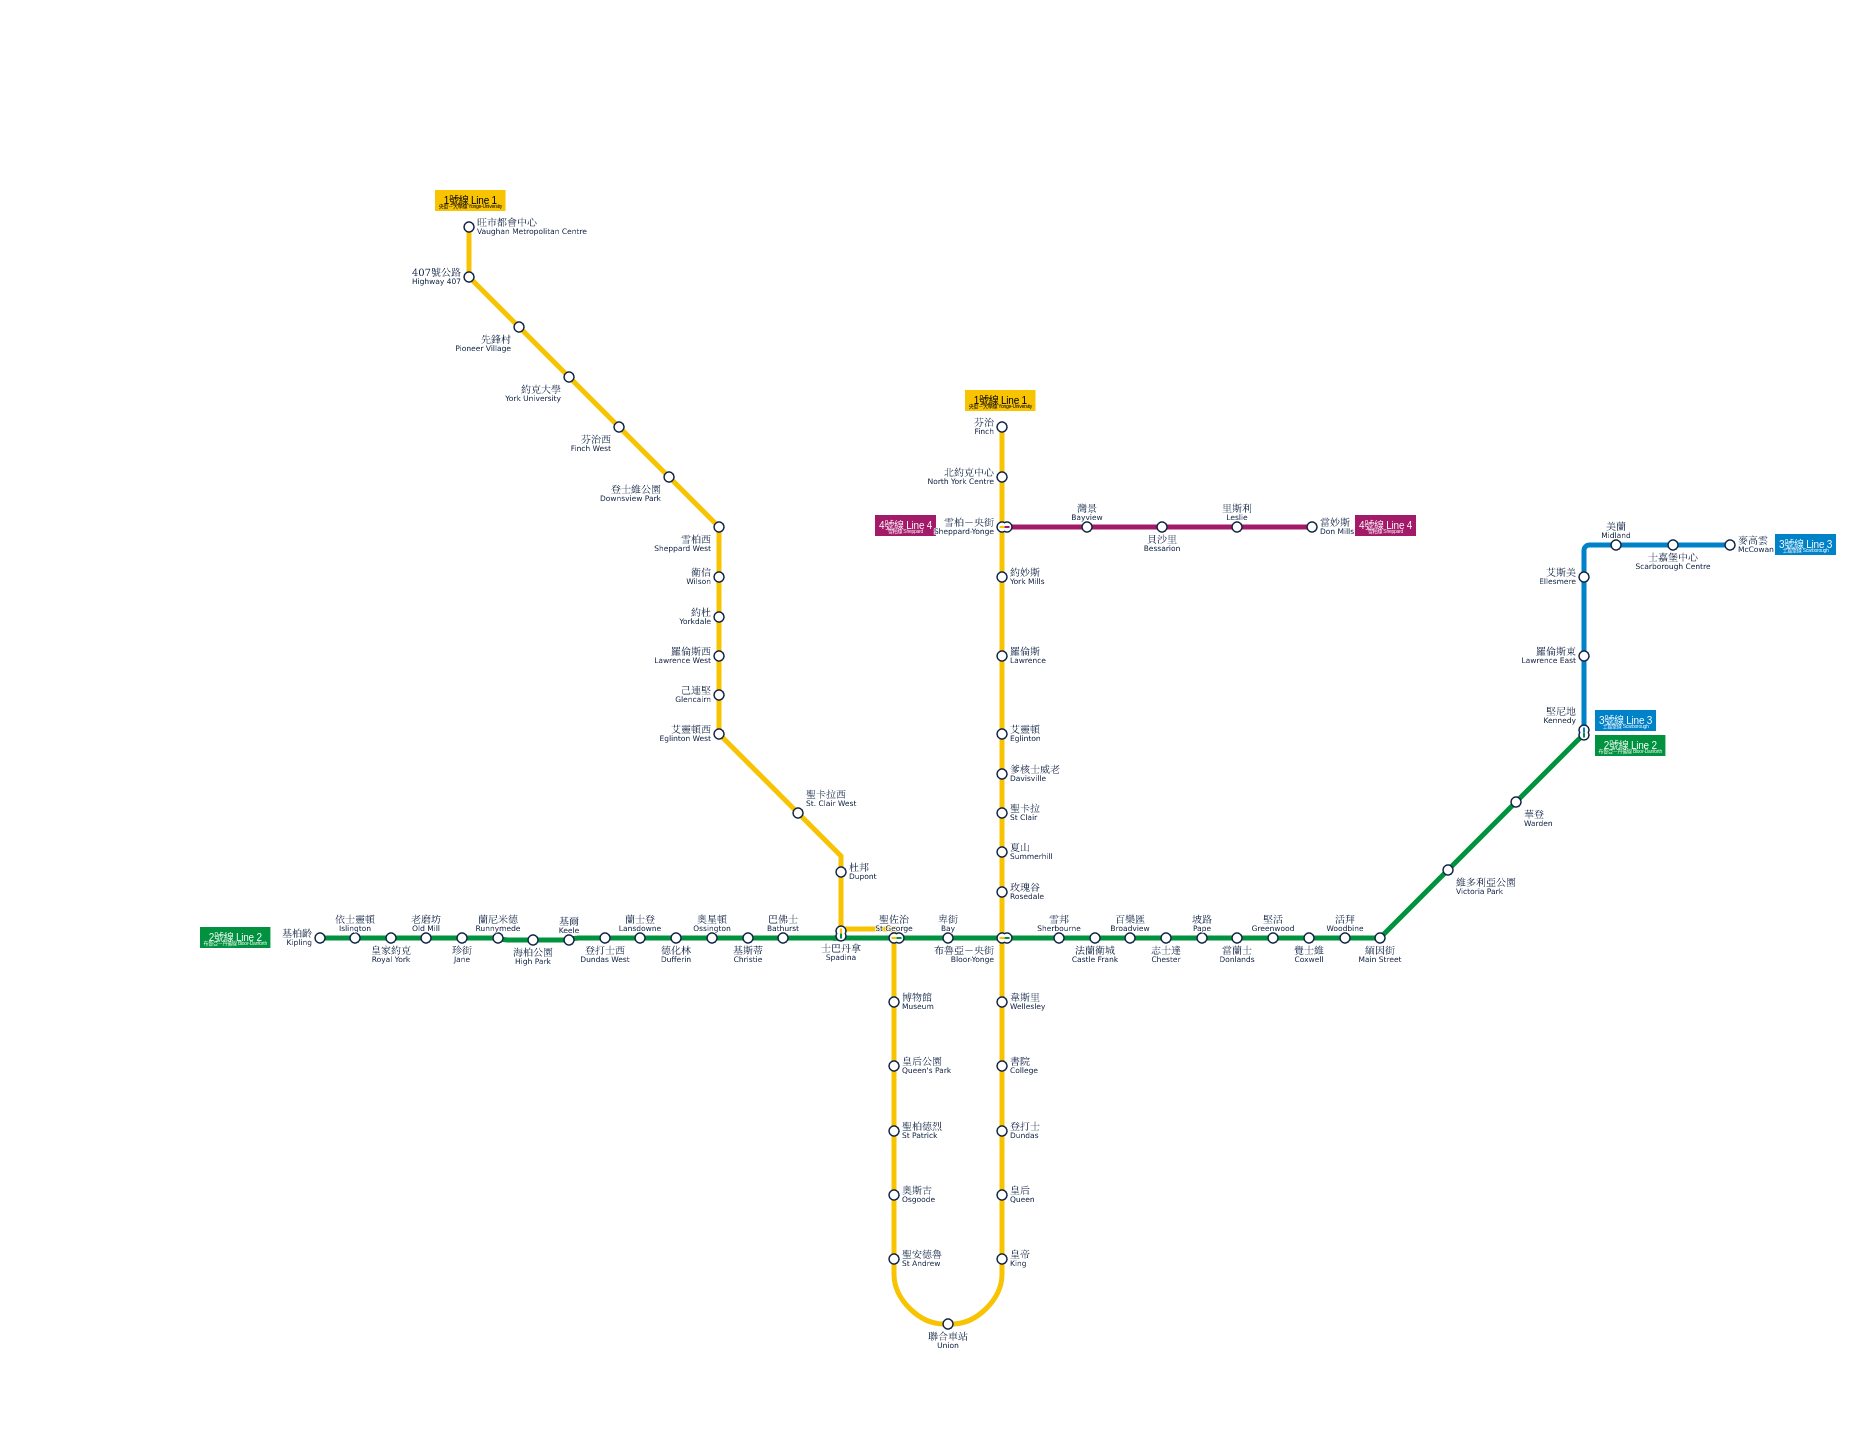 1號線 Line 1
央街－大學線 Yonge-University
旺市都會中心
Vaughan Metropolitan Centre
407號公路
Highway 407
先鋒村
Pioneer Village
約克大學
York University
芬治西
Finch West
登士維公園
Downsview Park
雪柏西
Sheppard West
衛信
Wilson
約杜
Yorkdale
羅倫斯西
Lawrence West
己連堅
Glencairn
艾靈頓西
Eglinton West
聖卡拉西
St. Clair West
杜邦
Dupont
士巴丹拿
Spadina
聖佐治
St George
博物館
Museum
皇后公園
Queen's Park
聖柏德烈
St Patrick
奧斯古
Osgoode
聖安德魯
St Andrew
聯合車站
Union
1號線 Line 1
央街－大學線 Yonge-University
芬治
Finch
北約克中心
North York Centre
4號線 Line 4
雪柏線 Sheppard
雪柏－央街
Sheppard-Yonge
灣景
Bayview
貝沙里
Bessarion
里斯利
Leslie
當妙斯
Don Mills
4號線 Line 4
雪柏線 Sheppard
約妙斯
York Mills
羅倫斯
Lawrence
艾靈頓
Eglinton
爹核士威老
Davisville
聖卡拉
St Clair
夏山
Summerhill
玫瑰谷
Rosedale
布魯亞－央街
Bloor-Yonge
韋斯里
Wellesley
書院
College
登打士
Dundas
皇后
Queen
皇帝
King
美蘭
Midland
士嘉堡中心
Scarborough Centre
麥高雲
McCowan
3號線 Line 3
士嘉堡線 Scarborough
艾斯美
Ellesmere
羅倫斯東
Lawrence East
堅尼地
Kennedy
3號線 Line 3
士嘉堡線 Scarborough
2號線 Line 2
布魯亞－丹佛線 Bloor-Danforth
華登
Warden
維多利亞公園
Victoria Park
2號線 Line 2
布魯亞－丹佛線 Bloor-Danforth
基柏齡
Kipling
依士靈頓
Islington
皇家約克
Royal York
老磨坊
Old Mill
珍街
Jane
蘭尼米德
Runnymede
海柏公園
High Park
基爾
Keele
登打士西
Dundas West
蘭士登
Lansdowne
德化林
Dufferin
奧星頓
Ossington
基斯蒂
Christie
巴佛士
Bathurst
卑街
Bay
雪邦
Sherbourne
法蘭衛城
Castle Frank
百樂匯
Broadview
志士達
Chester
坡路
Pape
當蘭士
Donlands
堅活
Greenwood
覺士維
Coxwell
活拜
Woodbine
緬因街
Main Street